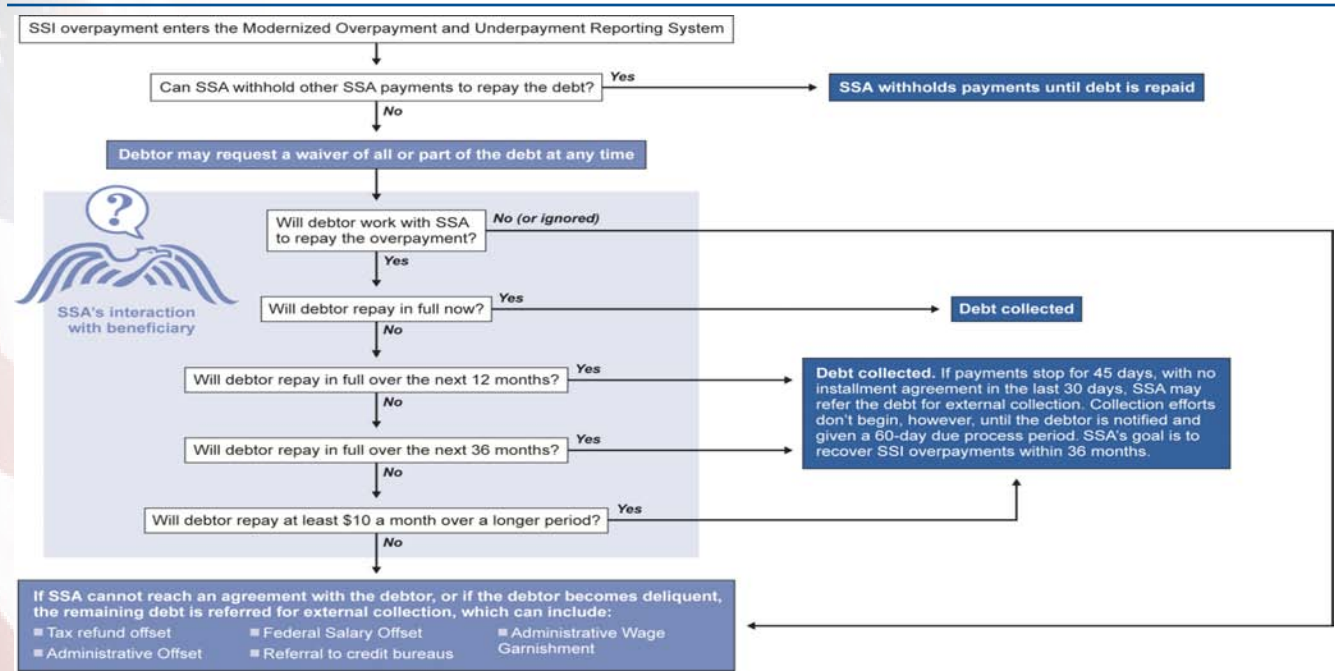 SSI overpayment enters the Modernized Overpayment and Underpayment Reporting System
Can SSA withhold other SSA payments to repay the debt?
Yes
SSA withholds payments until debt is repaid
No
Debtor may request a waiver of all or part of the debt at any time
?
SSA's interaction
with beneficiary
Will debtor work with SSA
to repay the overpayment?
No (or ignored)
Yes
Will debtor repay in full now?
Yes
Debt collected
No
Will debtor repay in full over the next 12 months?
Yes
Debt collected. If payments stop for 45 days, with no
installment agreement in the last 30 days, SSA may
refer the debt for external collection. Collection efforts
don't begin, however, until the debtor is notified and
given a 60-day due process period. SSA's goal is to
recover SSI overpayments within 36 months.
No
Will debtor repay in full over the next 36 months?
Yes
No
Will debtor repay at least $10 a month over a longer period?
Yes
No
If SSA cannot reach an agreement with the debtor, or if the debtor becomes deliquent,
the remaining debt is referred for external collection, which can include:
Tax refund offset
Administrative Offset
Federal Salary Offset
Referral to credit bureaus
Administrative Wage
Garnishment